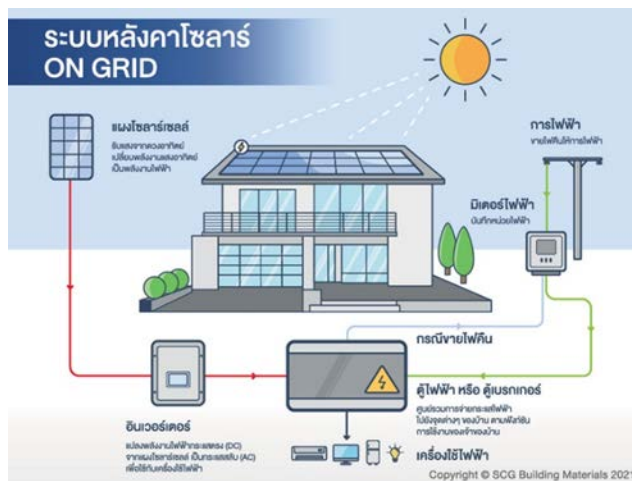 ระบบหลังคาโซลาร์
ON GRID
แผงโซลาร์เซลล์
รับแสงจากดวงอาทิตย์
เปลี่ยนพลังงานแสงอาทิตย์
เป็นพลังงานไฟฟ้า
การไฟฟ้า
ขายไฟคืนให้การไฟฟ้า
มิเตอร์ไฟฟ้า
บันทึกหน่วยไฟฟ้า
กรณีขายไฟคืน
อินเวอร์เตอร์
แปลงพลังงานไฟฟ้ากระแสตรง (DC)
จากแผงโซลาร์เซลล์ เป็นกระแสสลับ (AC)
เพื่อใช้กับเครื่องใช้ไฟฟ้า
ตู้ไฟฟ้า หรือ ตู้เบรกเกอร์
ศูนย์รวมการจ่ายกระแสไฟฟ้า
ไปยังจุดต่างๆ ของบ้าน ตามฟังก์ชัน
การใช้งานของเจ้าของบ้าน
เครื่องใช้ไฟฟ้า
Copyright © SCG Building Materials 2021